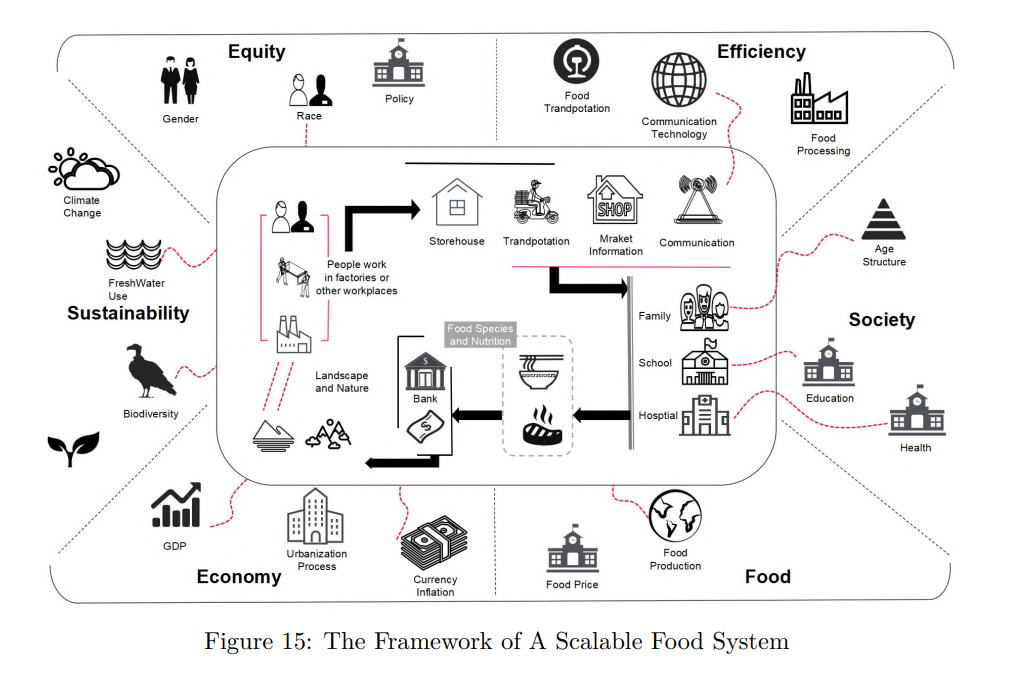 Equity
Efficiency
Gender
Race
Policy
Food
Trandpotation
Communication
Technology
Food
Processing
Climate
Change
FreshWater
Use
Sustainability
Biodiversity
Storehouse
Trandpotation
SHOP
Mraket
Information
Communication
People work
in factories or
other workplaces
Landscape
and Nature
Food Species
and Nutrition
$
Bank
$
Family
School
Hosptial
Age
Structure
Society
Education
Health
GDP
Urbanization
Process
Economy
Currency
Inflation
Food Price
Food
Production
Food
Figure 15: The Framework of A Scalable Food System